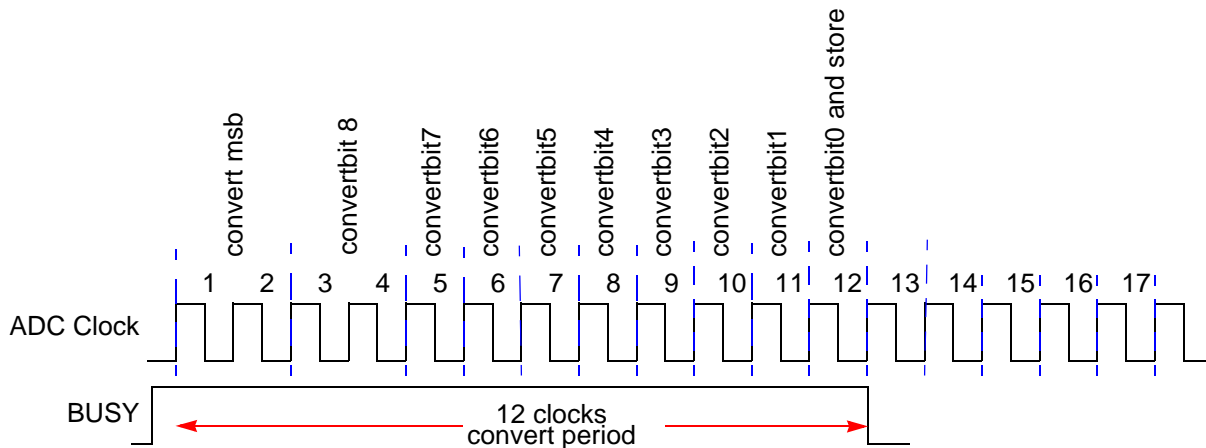 convert msb
convertbit 8
convertbit7
convertbit6
convertbit5
convertbit4
convertbit3
convertbit2
convertbit1
convertbit0 and store
1 2 3 4 5 6 7 8 9 10 11 12 13 14 15 16 17
ADC Clock
BUSY
12 clocks
convert period